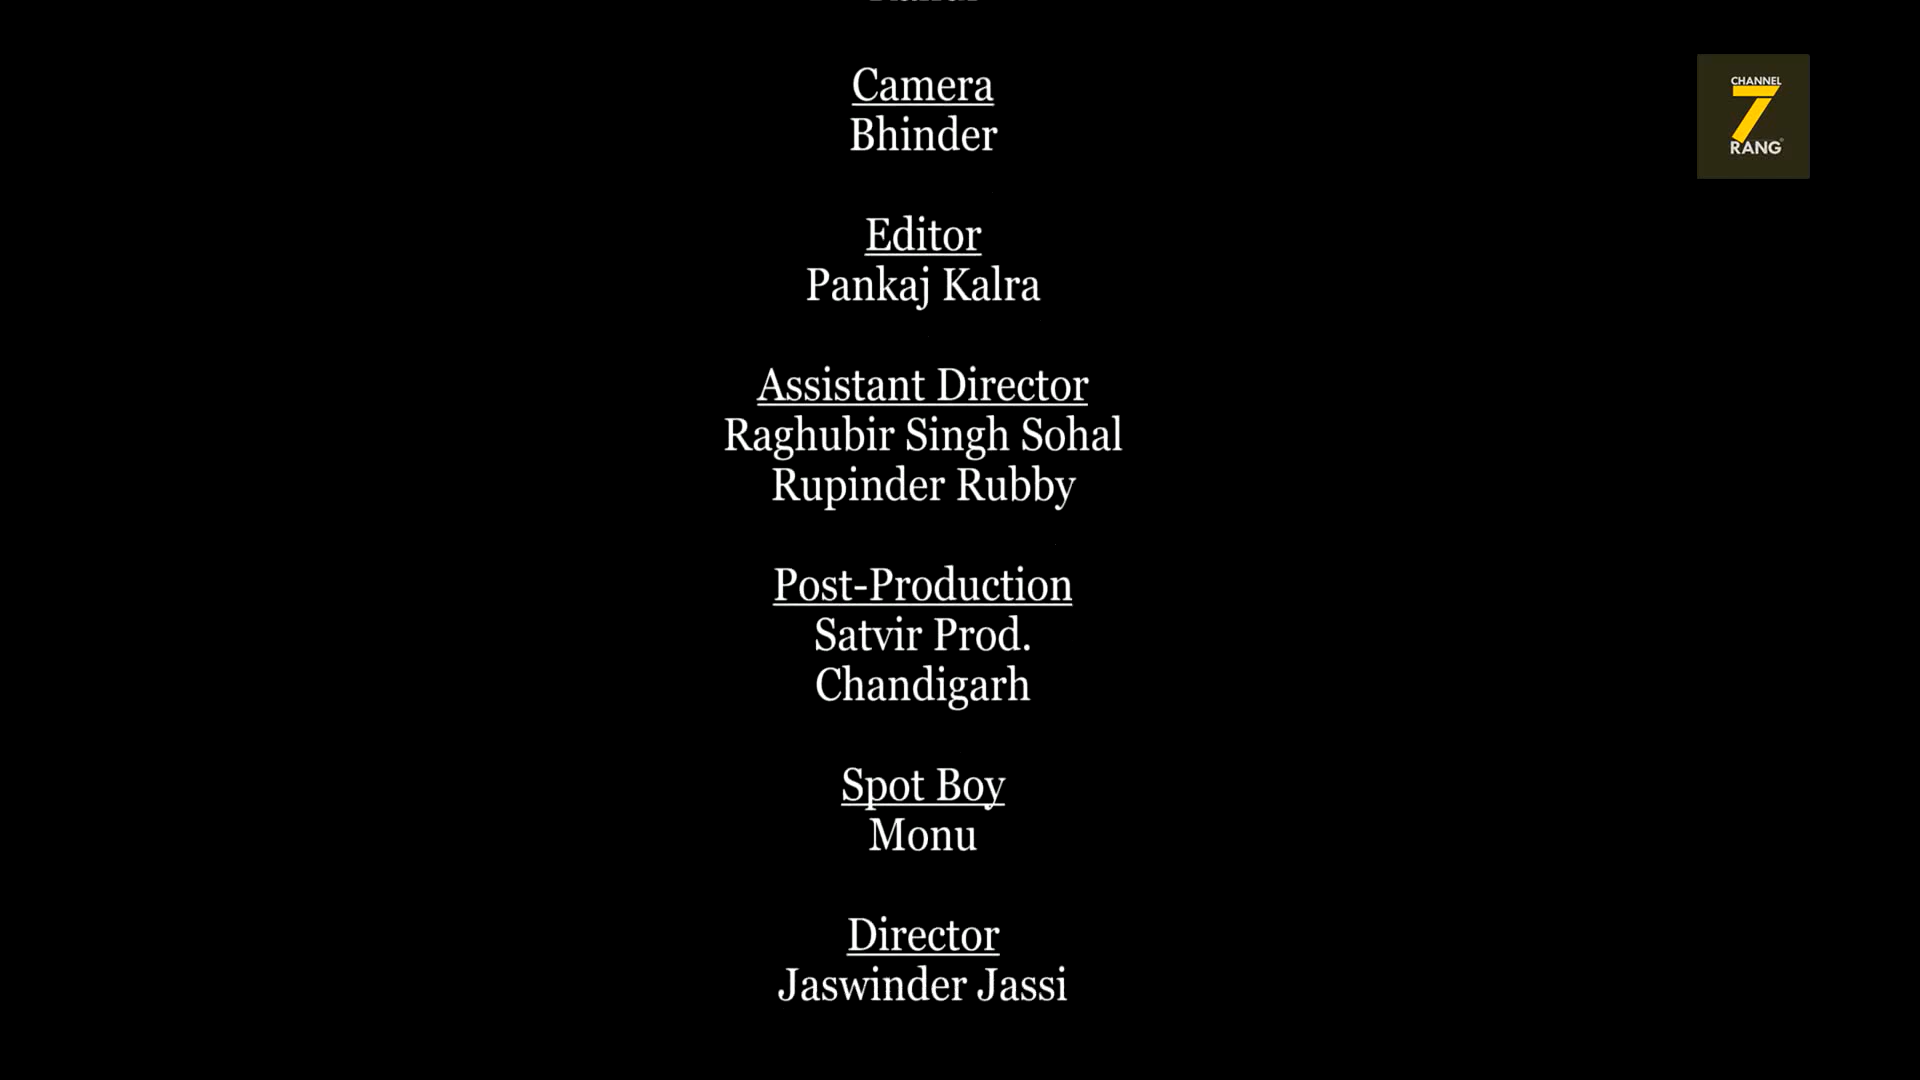 Camera
Bhinder
Editor
Pankaj Kalra
Assistant Director
Raghubir Singh Sohal
Rupinder Rubby
Post-Production
Satvir Prod.
Chandigarh
Spot Boy
Monu
Director
Jaswinder Jassi
CHANNEL
7
RANG